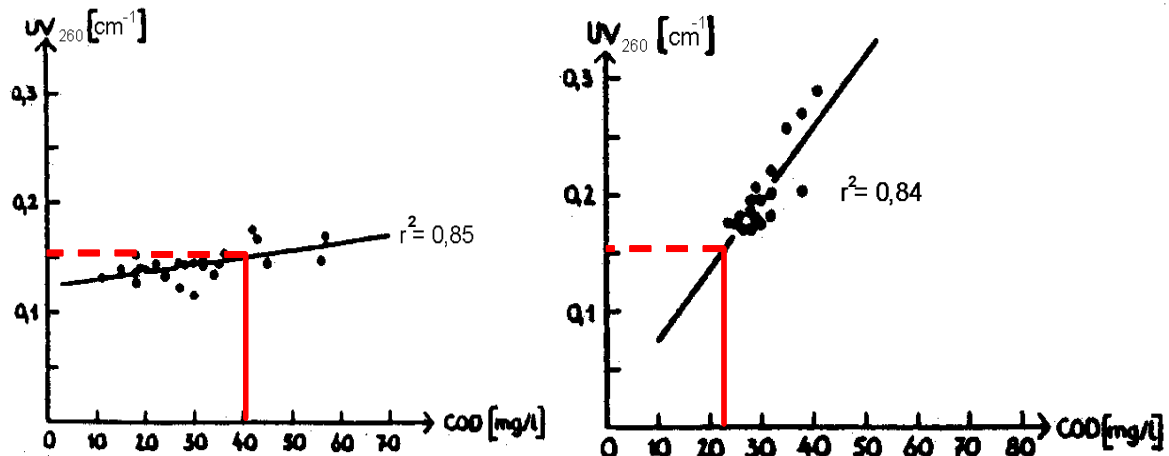 UV260 [cm-1]
0,3
0,2
r2= 0,85
0,1
0 10 20 30 40 50 60 70 COD [mg/l]
UV260 [cm-1]
0,3
0,2
r2= 0,84
0,1
0 10 20 30 40 50 60 70 80 COD[mg/l]